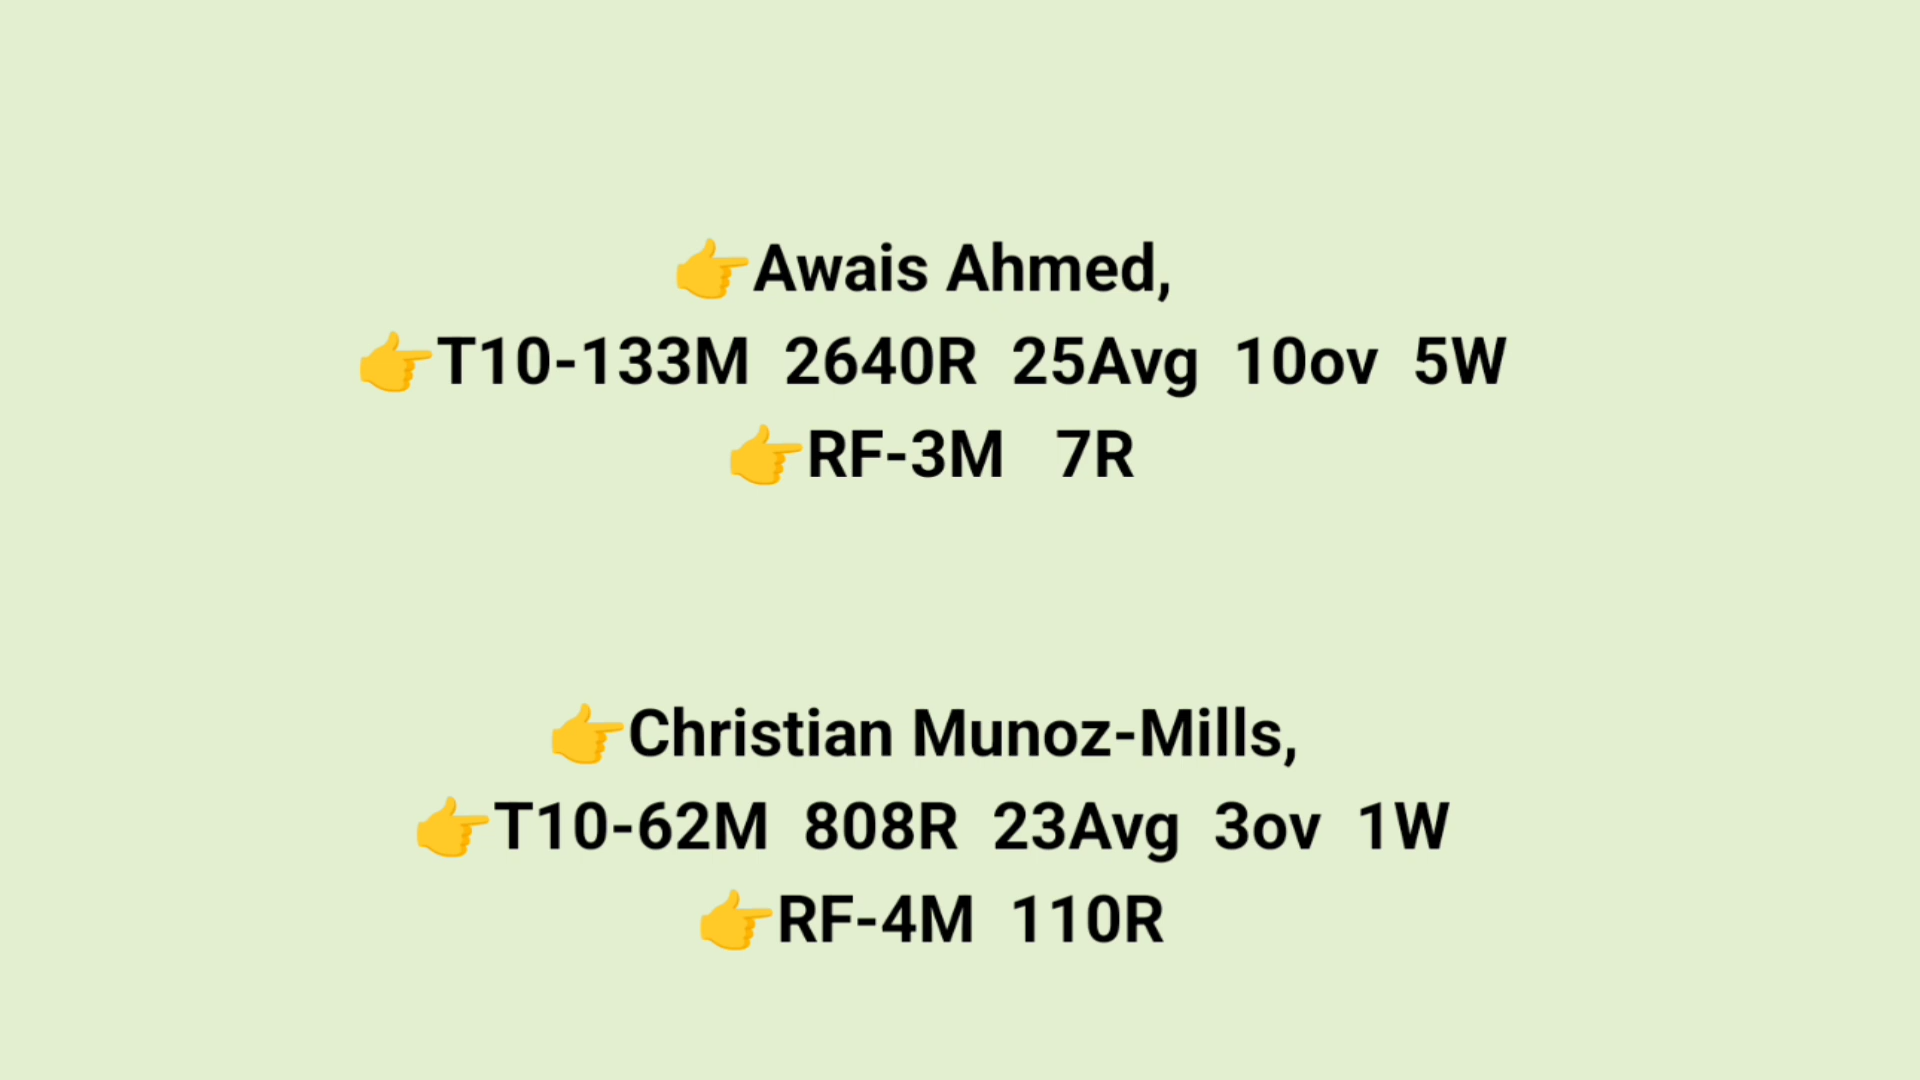 👉Awais Ahmed,
👉T10-133M 2640R 25Avg 10ov 5W
👉RF-3M 7R
👉Christian Munoz-Mills,
👉T10-62M 808R 23Avg 3ov 1W
👉RF-4M 110R